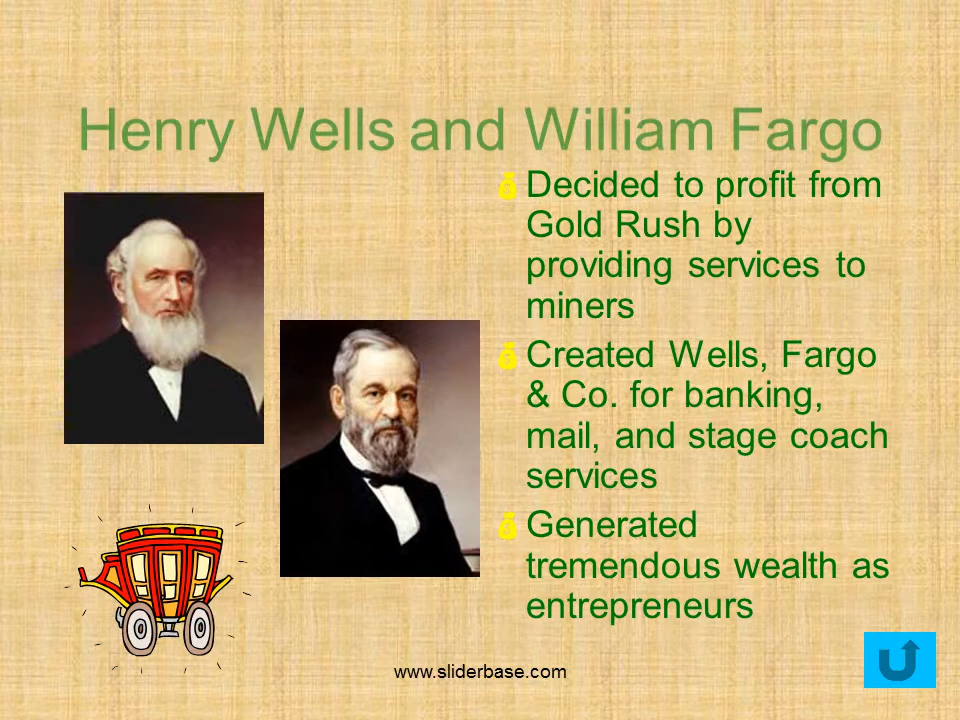 Henry Wells and William Fargo
Decided to profit from
Gold Rush by
providing services to
miners
Created Wells, Fargo
& Co. for banking,
mail, and stage coach
services
Generated
tremendous wealth as
entrepreneurs
www.sliderbase.com